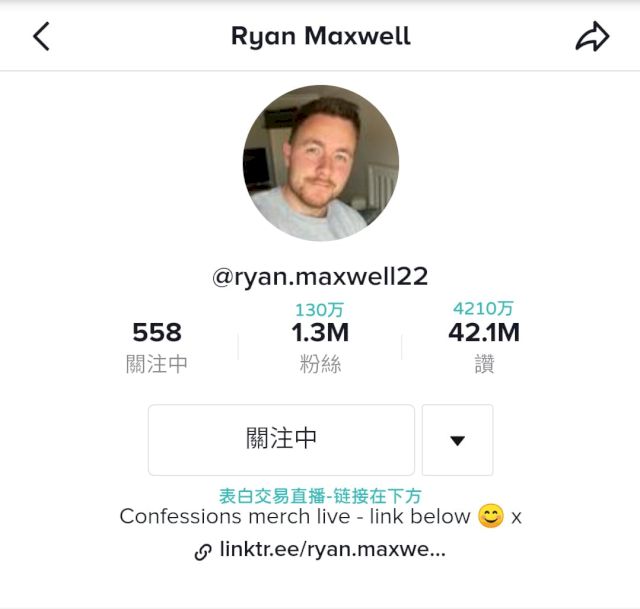 Ryan Maxwell
@ryan.maxwell22
130万
4210万
558
1.3M
42.1M
關注中
粉絲
讚
關注中
表白交易直播-链接在下方
Confessions merch live - link below 😊 x
linktr.ee/ryan.maxwe...